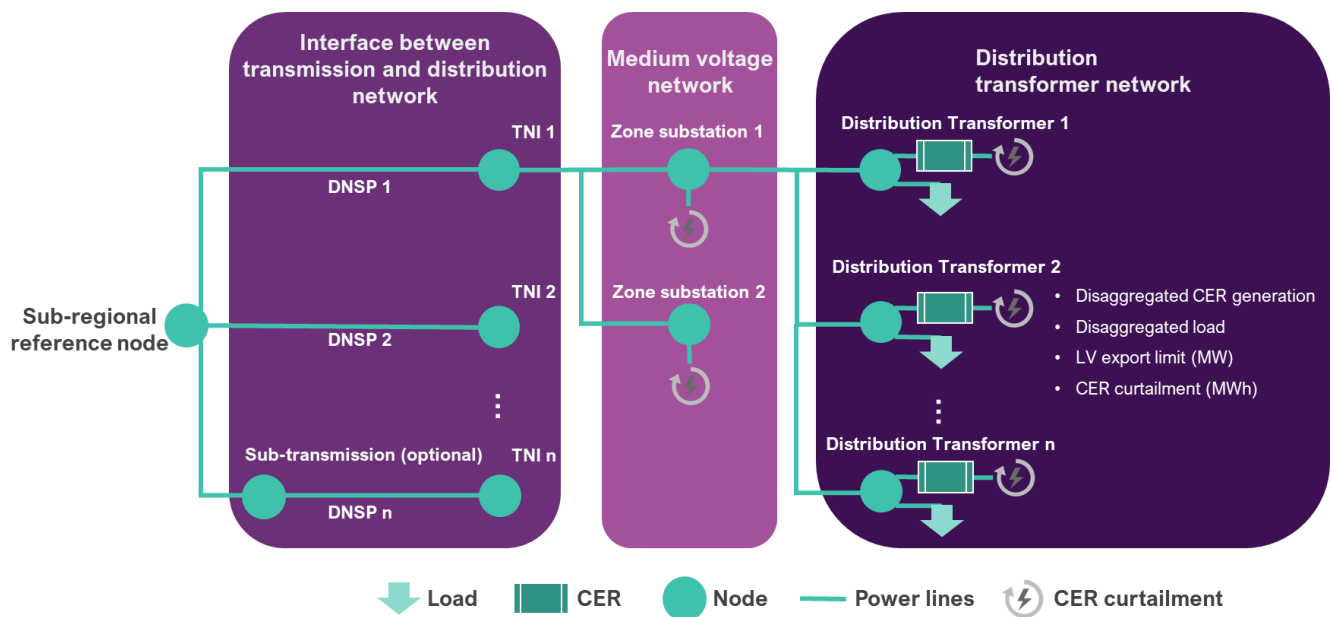 Interface between
transmission and distribution
network
Medium voltage
network
Distribution
transformer network
TNI 1
Zone substation 1
Distribution Transformer 1
DNSP 1
TNI 2
Zone substation 2
Distribution Transformer 2
Sub-regional
reference node
DNSP 2
• Disaggregated CER generation
• Disaggregated load
• LV export limit (MW)
• CER curtailment (MWh)
⋮
⋮
Sub-transmission (optional)
TNI n
Distribution Transformer n
DNSP n
Load
CER
Node
Power lines
CER curtailment